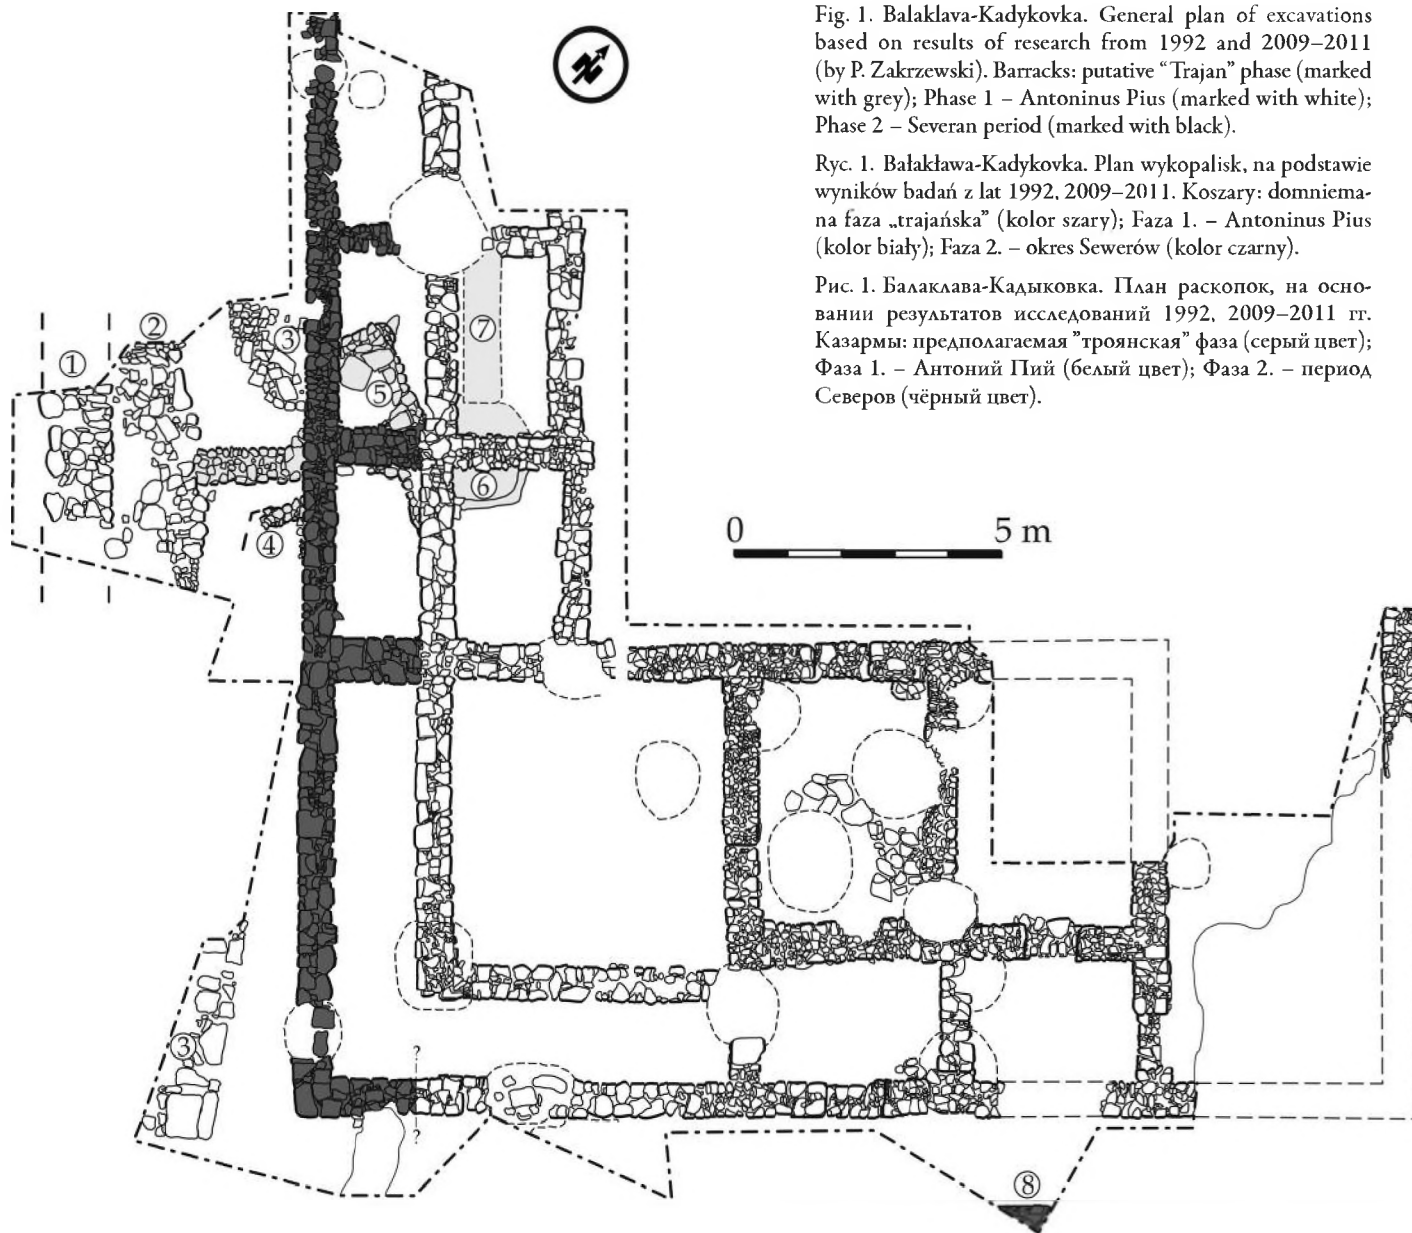 Fig. 1. Balaklava-Kadykovka. General plan of excavations
based on results of research from 1992 and 2009–2011
(by P. Zakrzewski). Barracks: putative “Trajan” phase (marked
with grey); Phase 1 – Antoninus Pius (marked with white);
Phase 2 – Severan period (marked with black).
Ryc. 1. Bałakława-Kadykovka. Plan wykopalisk, na podstawie
wyników badań z lat 1992, 2009–2011. Koszary: domniema-
na faza „trajańska” (kolor szary); Faza 1. – Antoninus Pius
(kolor biały); Faza 2. – okres Sewerów (kolor czarny).
Рис. 1. Балаклава-Кадыковка. План раскопок, на осно-
вании результатов исследований 1992, 2009–2011 гг.
Казармы: предполагаемая ”троянская” фаза (серый цвет);
Фаза 1. – Антоний Пий (белый цвет); Фаза 2. – период
Северов (чёрный цвет).
N
①
②
③
⑤
⑦
④
⑥
0 5 m
③
?
?
⑧